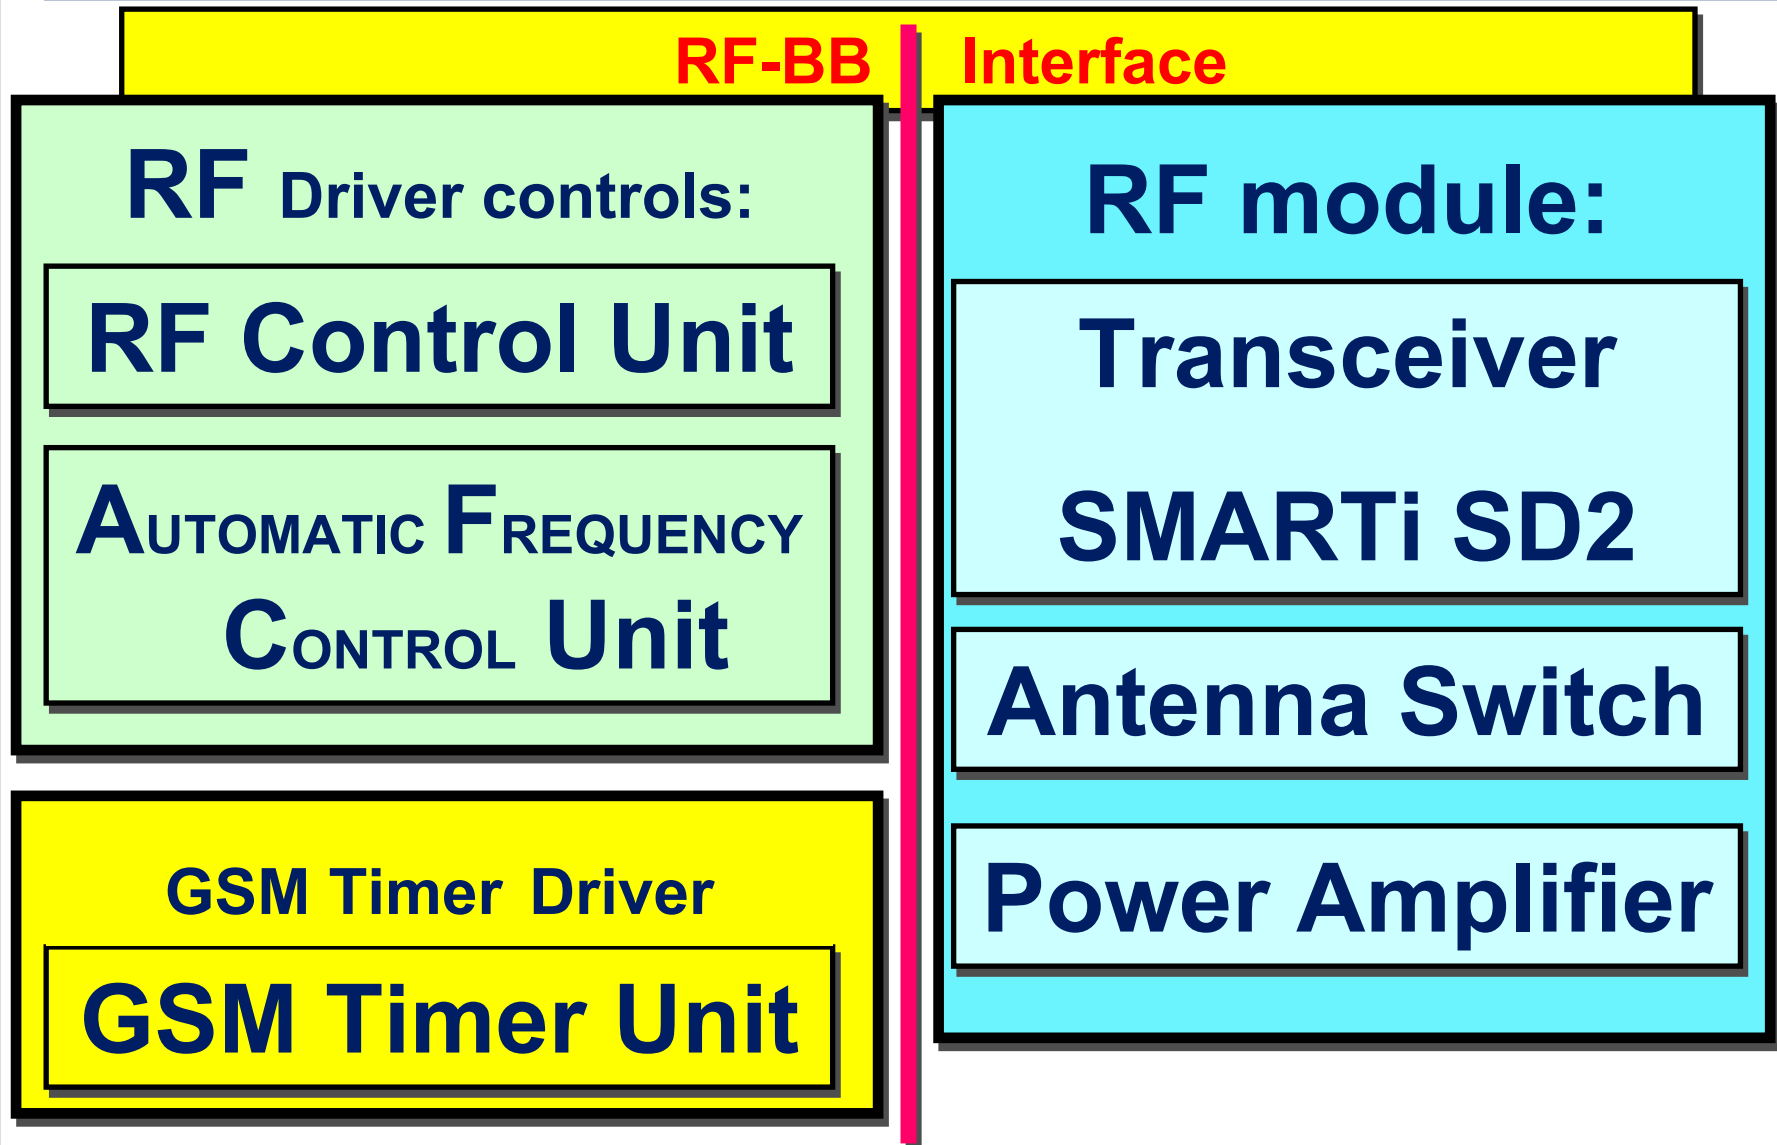 RF-BB Interface
RF Driver controls:
RF Control Unit
AUTOMATIC FREQUENCY
CONTROL Unit
GSM Timer Driver
GSM Timer Unit
RF module:
Transceiver
SMARTi SD2
Antenna Switch
Power Amplifier